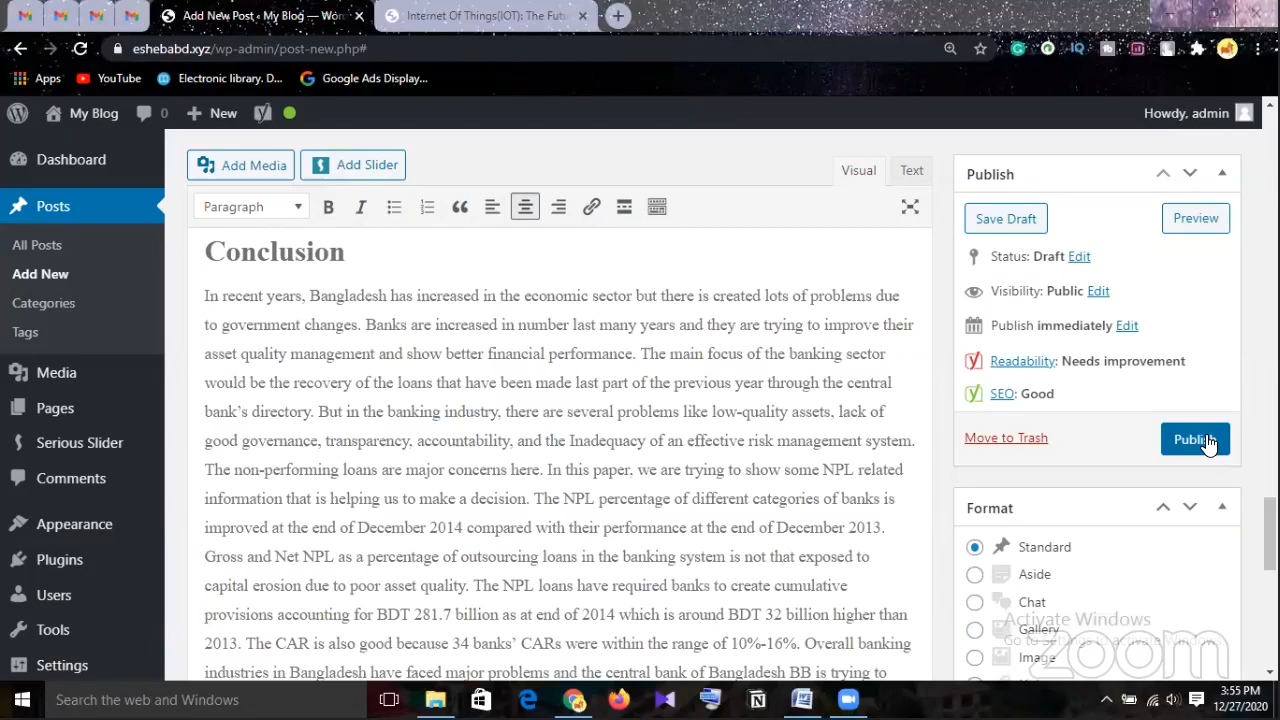 Add New Post ‹ My Blog — Wor
Internet Of Things(IOT): The Futu
eshebabd.xyz/wp-admin/post-new.php#
Apps
YouTube
Electronic library. D...
Google Ads Display...
My Blog
0
New
Howdy, admin
Dashboard
Posts
All Posts
Add New
Categories
Tags
Media
Pages
Serious Slider
Comments
Appearance
Plugins
Users
Tools
Settings
Add Media
Add Slider
Visual
Text
Paragraph
B
I
Conclusion
In recent years, Bangladesh has increased in the economic sector but there is created lots of problems due
to government changes. Banks are increased in number last many years and they are trying to improve their
asset quality management and show better financial performance. The main focus of the banking sector
would be the recovery of the loans that have been made last part of the previous year through the central
bank’s directory. But in the banking industry, there are several problems like low-quality assets, lack of
good governance, transparency, accountability, and the Inadequacy of an effective risk management system.
The non-performing loans are major concerns here. In this paper, we are trying to show some NPL related
information that is helping us to make a decision. The NPL percentage of different categories of banks is
improved at the end of December 2014 compared with their performance at the end of December 2013.
Gross and Net NPL as a percentage of outsourcing loans in the banking system is not that exposed to
capital erosion due to poor asset quality. The NPL loans have required banks to create cumulative
provisions accounting for BDT 281.7 billion as at end of 2014 which is around BDT 32 billion higher than
2013. The CAR is also good because 34 banks’ CARs were within the range of 10%-16%. Overall banking
industries in Bangladesh have faced major problems and the central bank of Bangladesh BB is trying to
Publish
Save Draft
Preview
Status: Draft Edit
Visibility: Public Edit
Publish immediately Edit
Readability: Needs improvement
SEO: Good
Move to Trash
Publish
Format
Standard
Aside
Chat
Gallery
Image
Activate Windows
Go to Settings to activate Windows.
zoom
Search the web and Windows
3:55 PM
12/27/2020